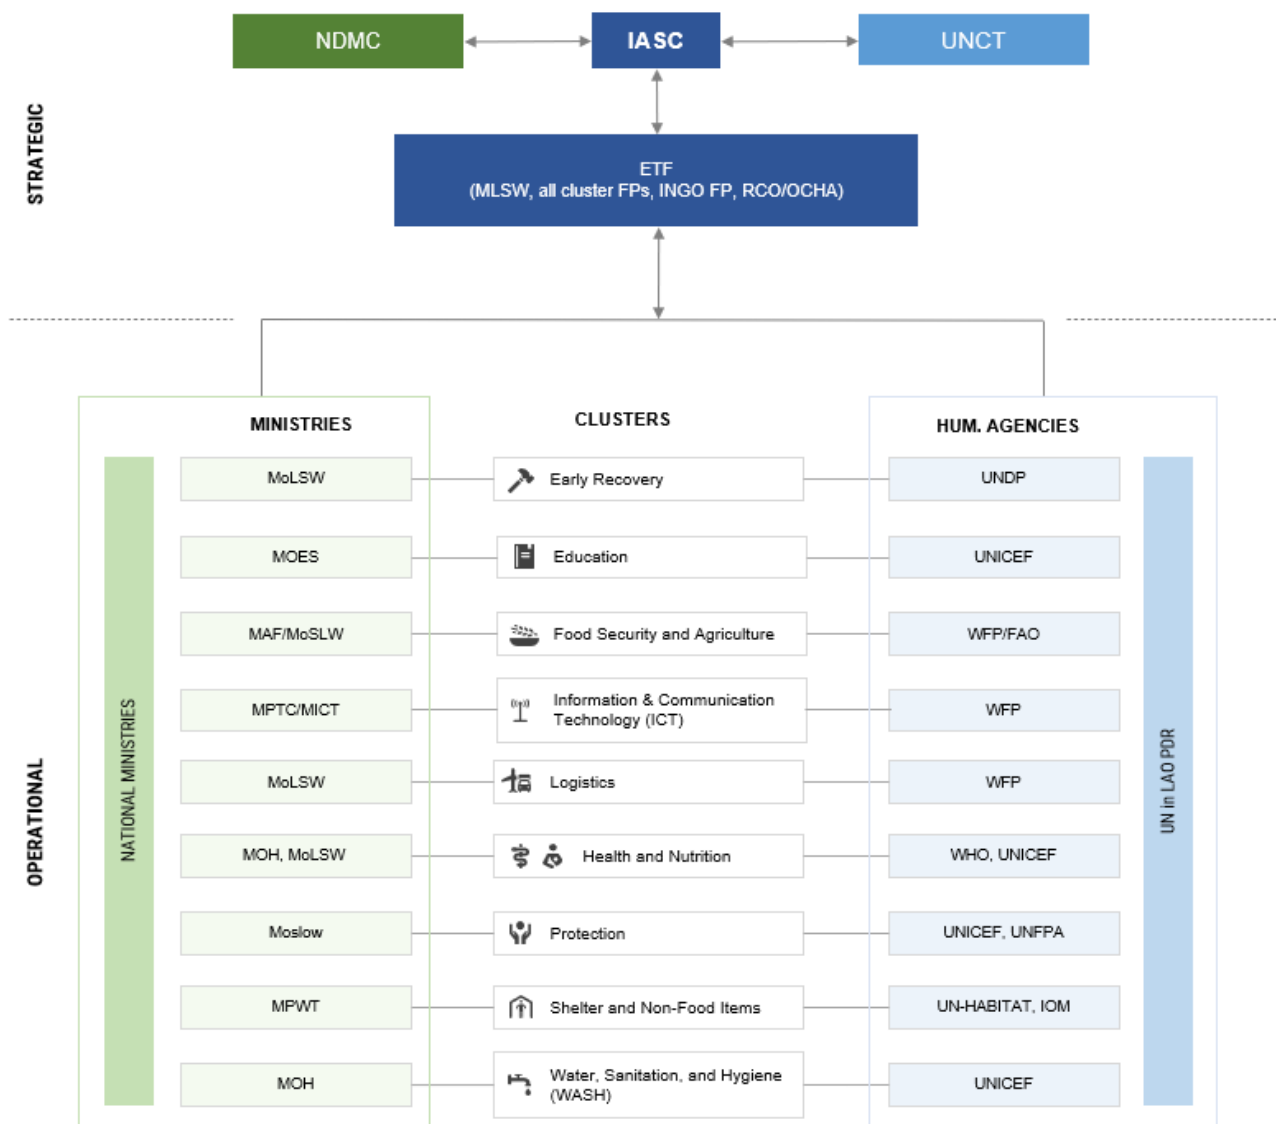 NDMC
IASC
UNCT
STRATEGIC
ETF
(MLSW, all cluster FPs, INGO FP, RCO/OCHA)
MINISTRIES
CLUSTERS
HUM. AGENCIES
MoLSW
Early Recovery
UNDP
MOES
Education
UNICEF
MAF/MoSLW
Food Security and Agriculture
WFP/FAO
MPTC/MICT
Information & Communication
Technology (ICT)
WFP
OPERATIONAL
NATIONAL MINISTRIES
UN in LAO PDR
MoLSW
Logistics
WFP
MOH, MoLSW
Health and Nutrition
WHO, UNICEF
Moslow
Protection
UNICEF, UNFPA
MPWT
Shelter and Non-Food Items
UN-HABITAT, IOM
MOH
Water, Sanitation, and Hygiene
(WASH)
UNICEF